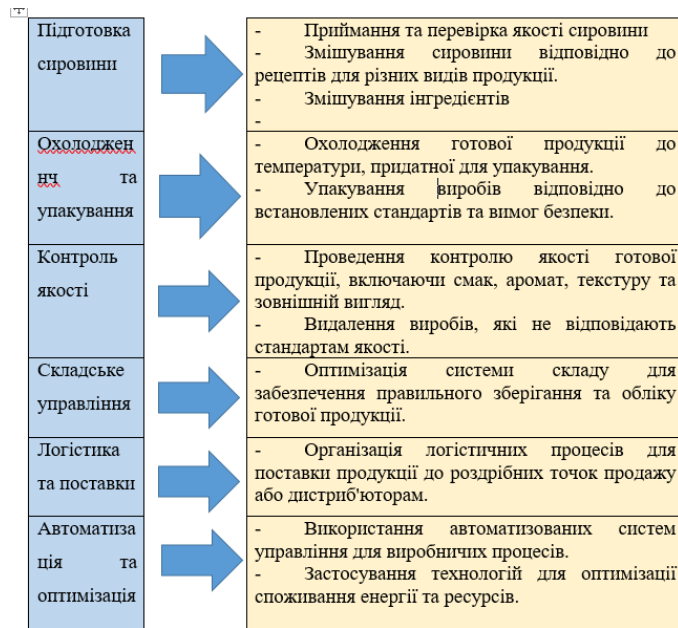 Підготовка
сировини
- Приймання та перевірка якості сировини
- Змішування сировини відповідно до
рецептів для різних видів продукції.
- Змішування інгредієнтів
-
Охолоджен
нч та
упакування
- Охолодження готової продукції до
температури, придатної для упакування.
- Упакування виробів відповідно до
встановлених стандартів та вимог безпеки.
Контроль
якості
- Проведення контролю якості готової
продукції, включаючи смак, аромат, текстуру та
зовнішній вигляд.
- Видалення виробів, які не відповідають
стандартам якості.
Складське
управління
- Оптимізація системи складу для
забезпечення правильного зберігання та обліку
готової продукції.
Логістика
та поставки
- Організація логістичних процесів для
поставки продукції до роздрібних точок продажу
або дистриб'юторам.
Автоматиза
ція та
оптимізація
- Використання автоматизованих систем
управління для виробничих процесів.
- Застосування технологій для оптимізації
споживання енергії та ресурсів.